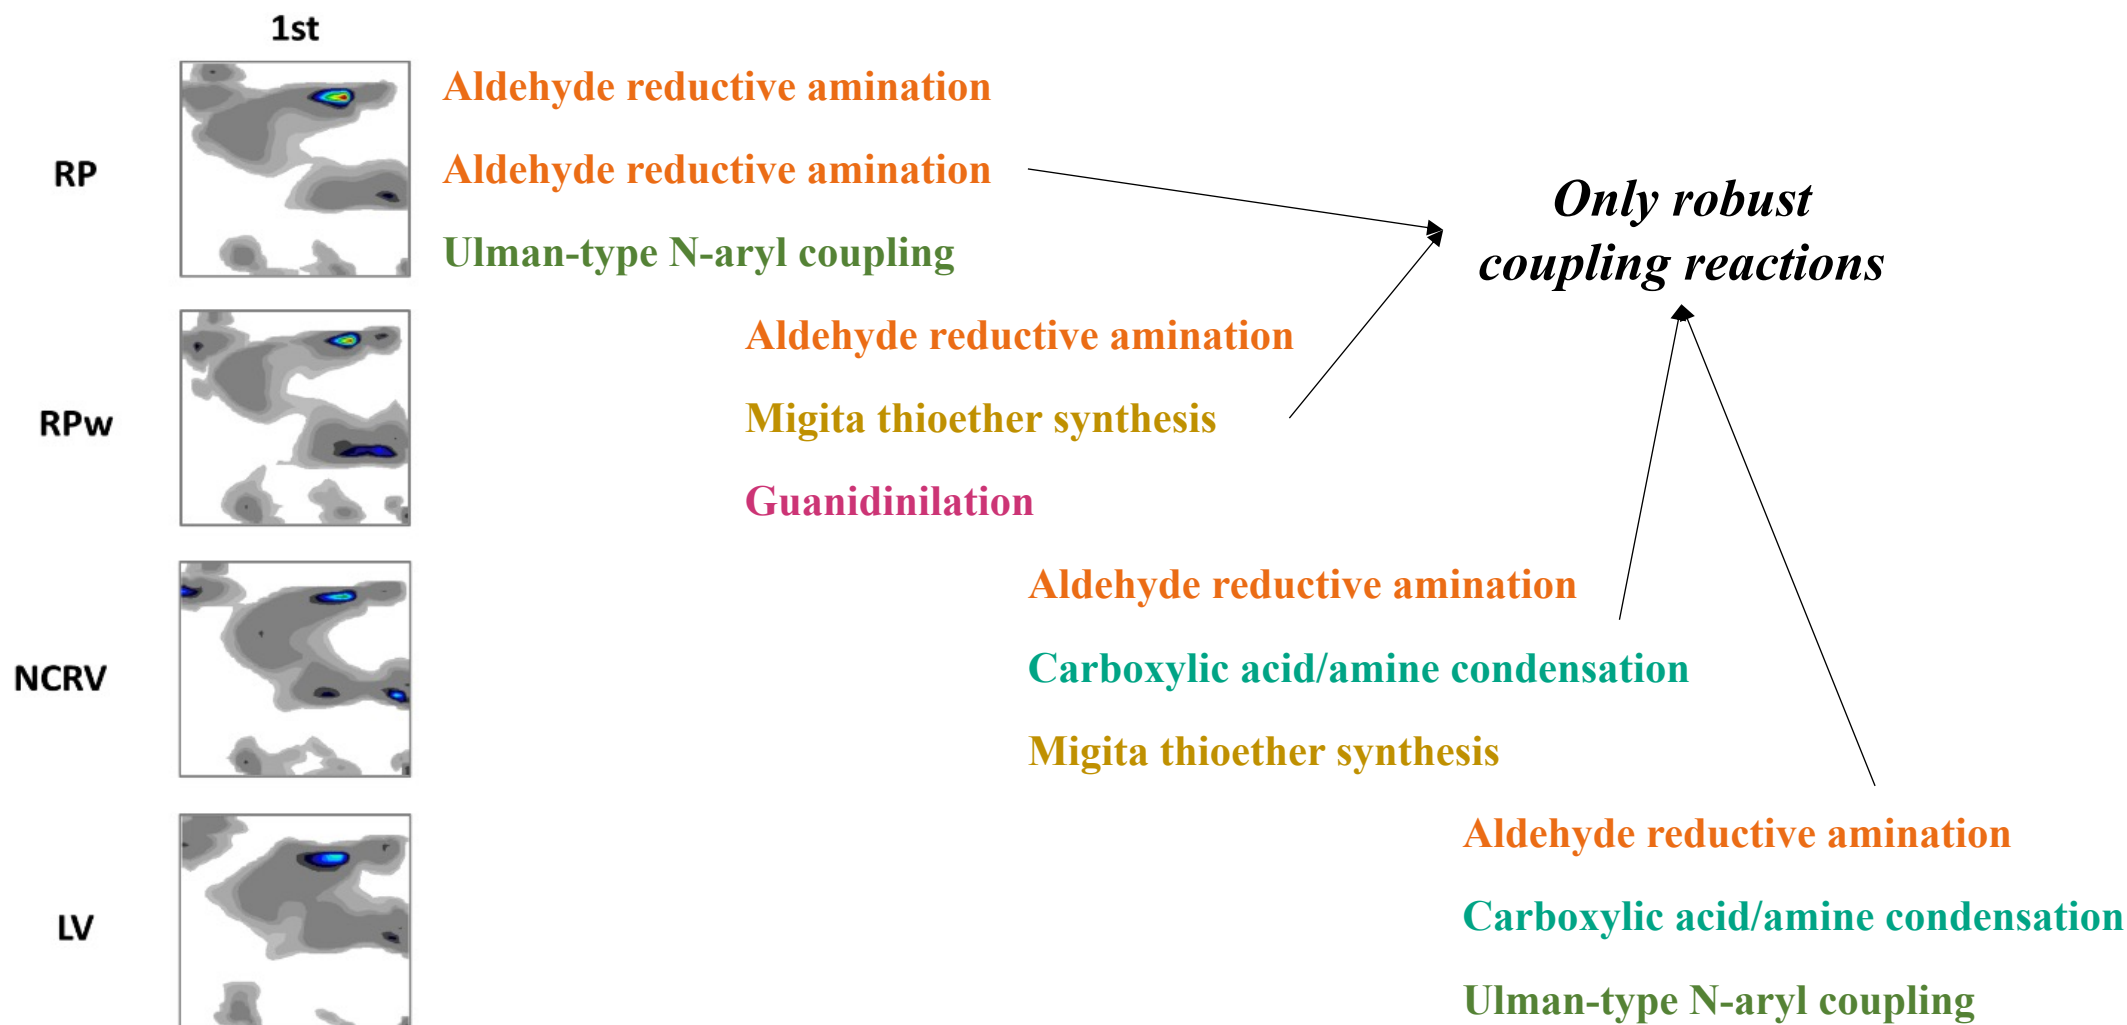 1st
RP
Aldehyde reductive amination
Aldehyde reductive amination
Ulman-type N-aryl coupling
Only robust
coupling reactions
RPw
Aldehyde reductive amination
Migita thioether synthesis
Guanidinilation
NCRV
Aldehyde reductive amination
Carboxylic acid/amine condensation
Migita thioether synthesis
LV
Aldehyde reductive amination
Carboxylic acid/amine condensation
Ulman-type N-aryl coupling